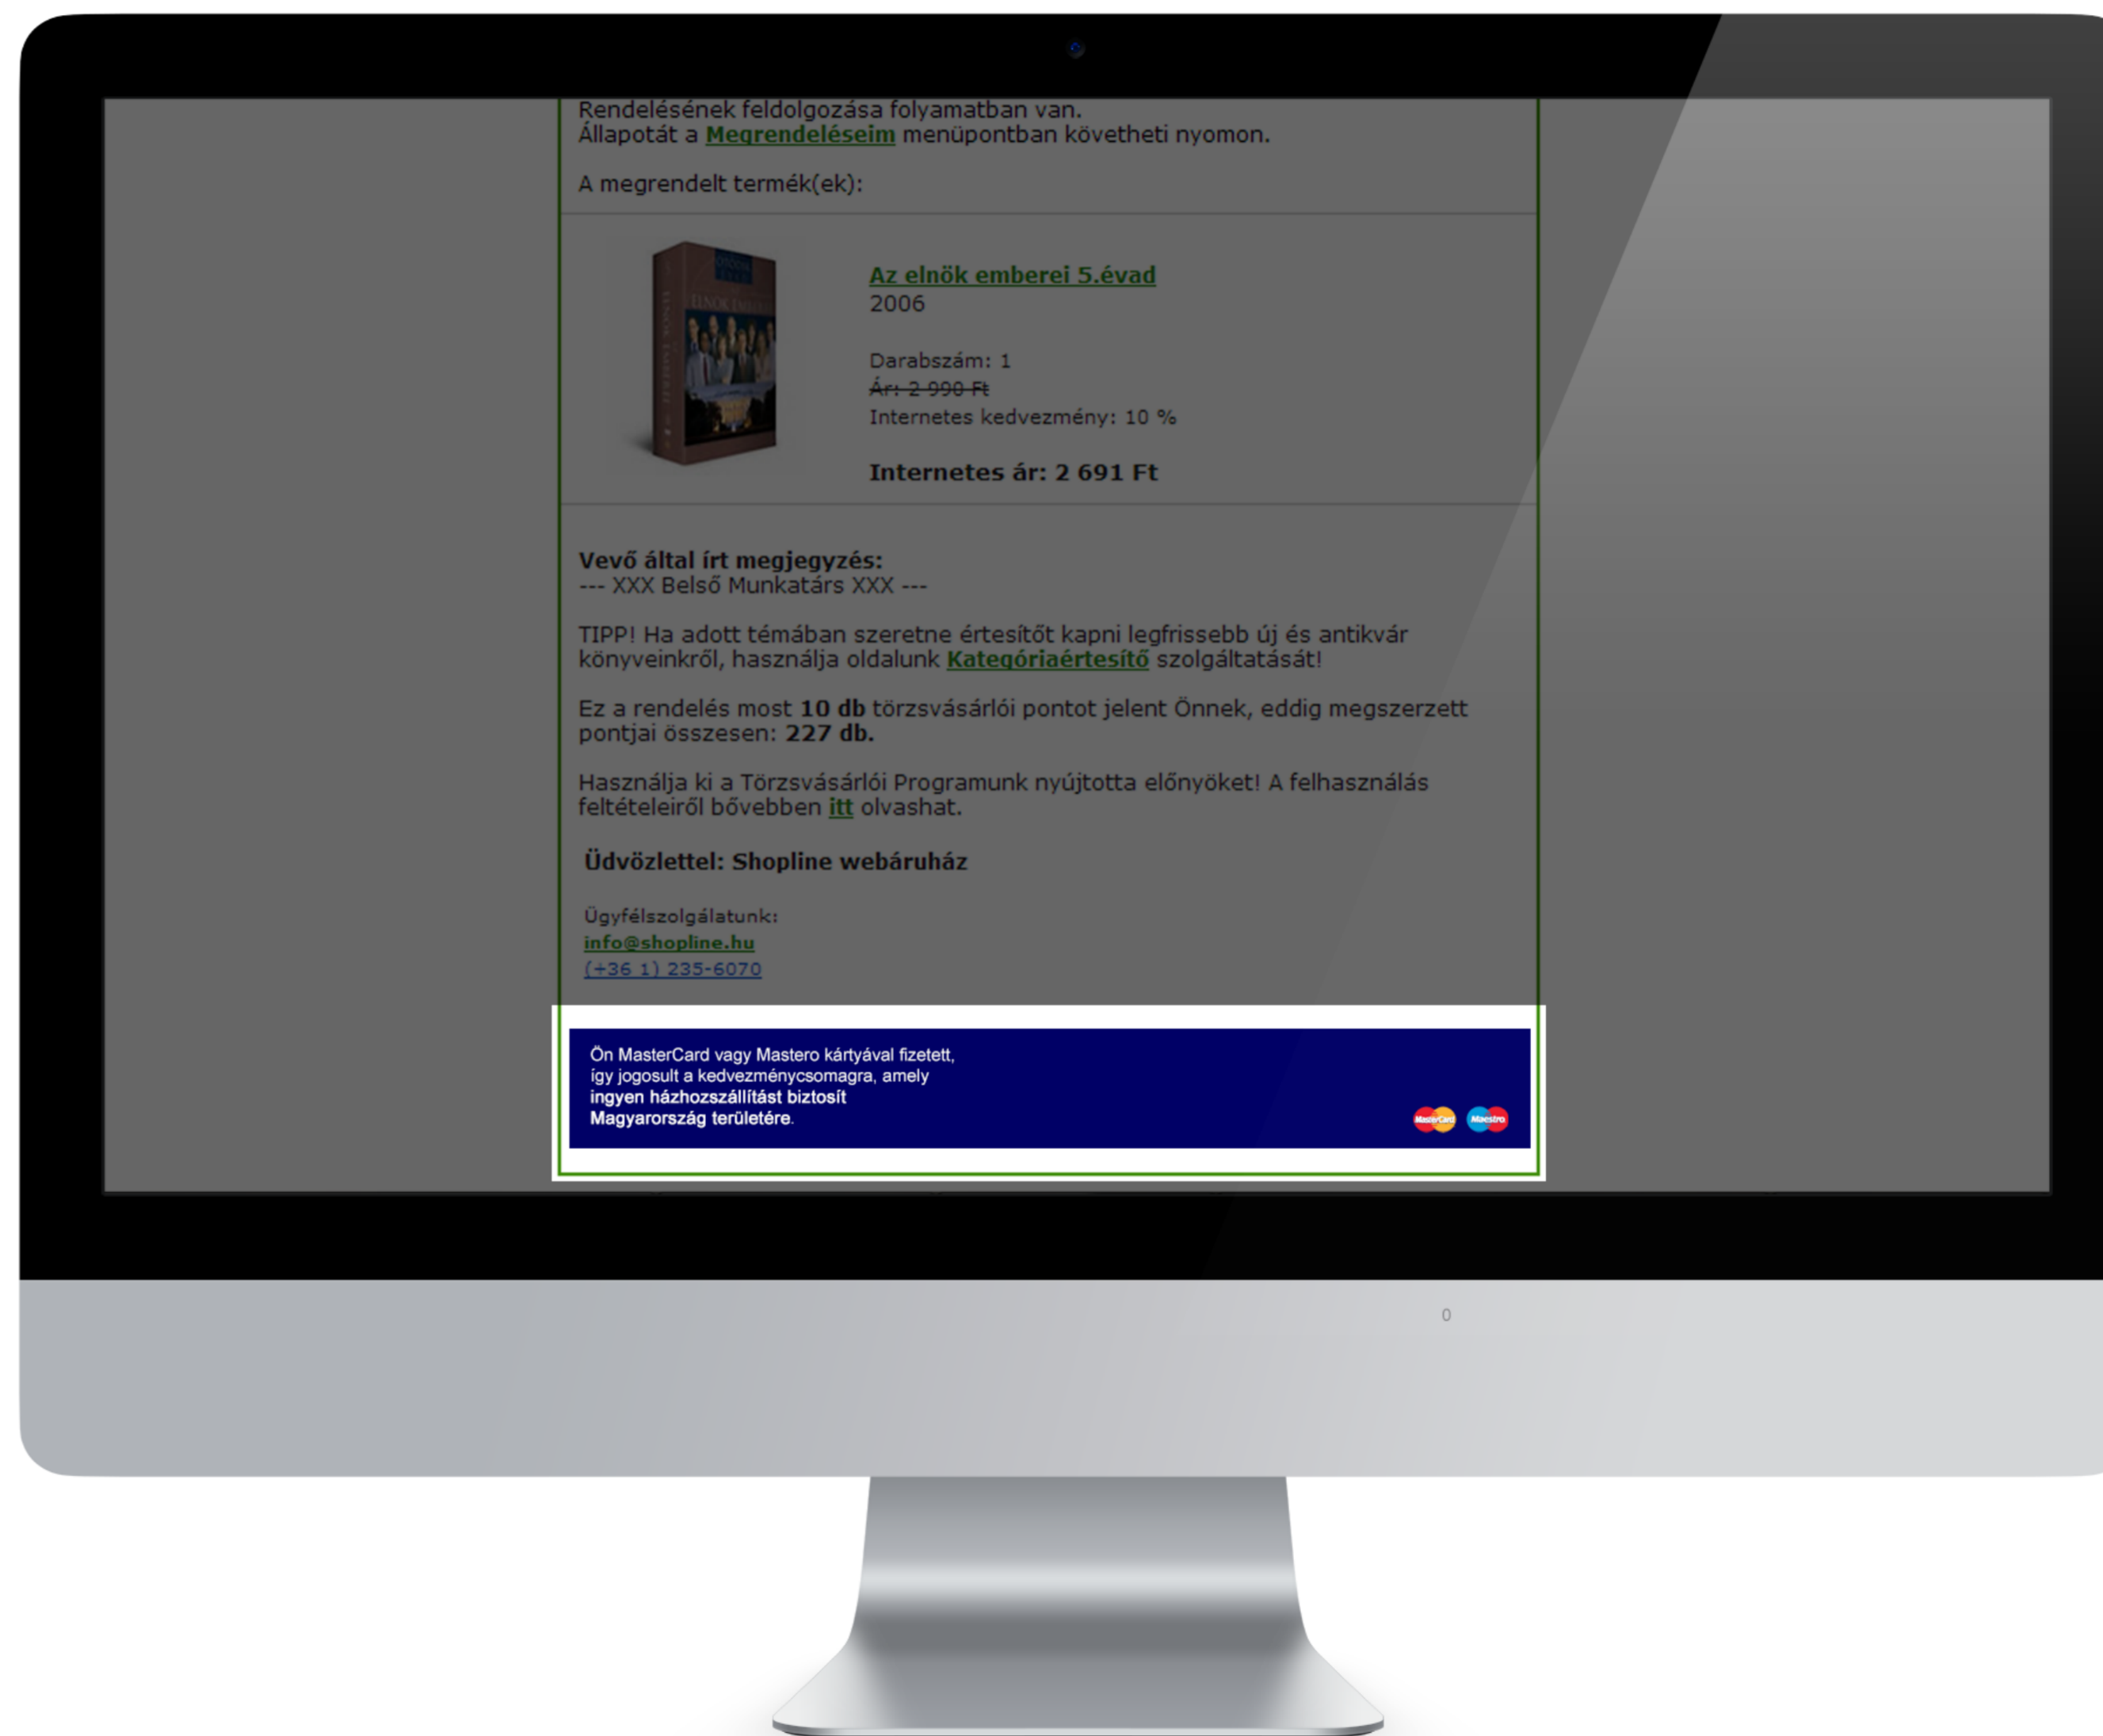 Rendelésének feldolgozása folyamatban van.
Állapotát a Megrendeléseim menüpontban követheti nyomon.
A megrendelt termék(ek):
ELNÖK EMBEREI
Az elnök emberei 5.évad
2006
Darabszám: 1
Ár: 2 990 Ft
Internetes kedvezmény: 10 %
Internetes ár: 2 691 Ft
Vevő által írt megjegyzés:
--- XXX Belső Munkatárs XXX ---
TIPP! Ha adott témában szeretne értesítőt kapni legfrissebb új és antikvár
könyveinkről, használja oldalunk Kategóriaértesítő szolgáltatását!
Ez a rendelés most 10 db törzsvásárlói pontot jelent Önnek, eddig megszerzett
pontjai összesen: 227 db.
Használja ki a Törzsvásárlói Programunk nyújtotta előnyöket! A felhasználás
feltételeiről bővebben itt olvashat.
Üdvözlettel: Shopline webáruház
Ügyfélszolgálatunk:
info@shopline.hu
(+36 1) 235-6070
Ön MasterCard vagy Mastero kártyával fizetett,
így jogosult a kedvezménycsomagra, amely
ingyen házhozszállítást biztosít
Magyarország területére.
MasterCard Maestro
0